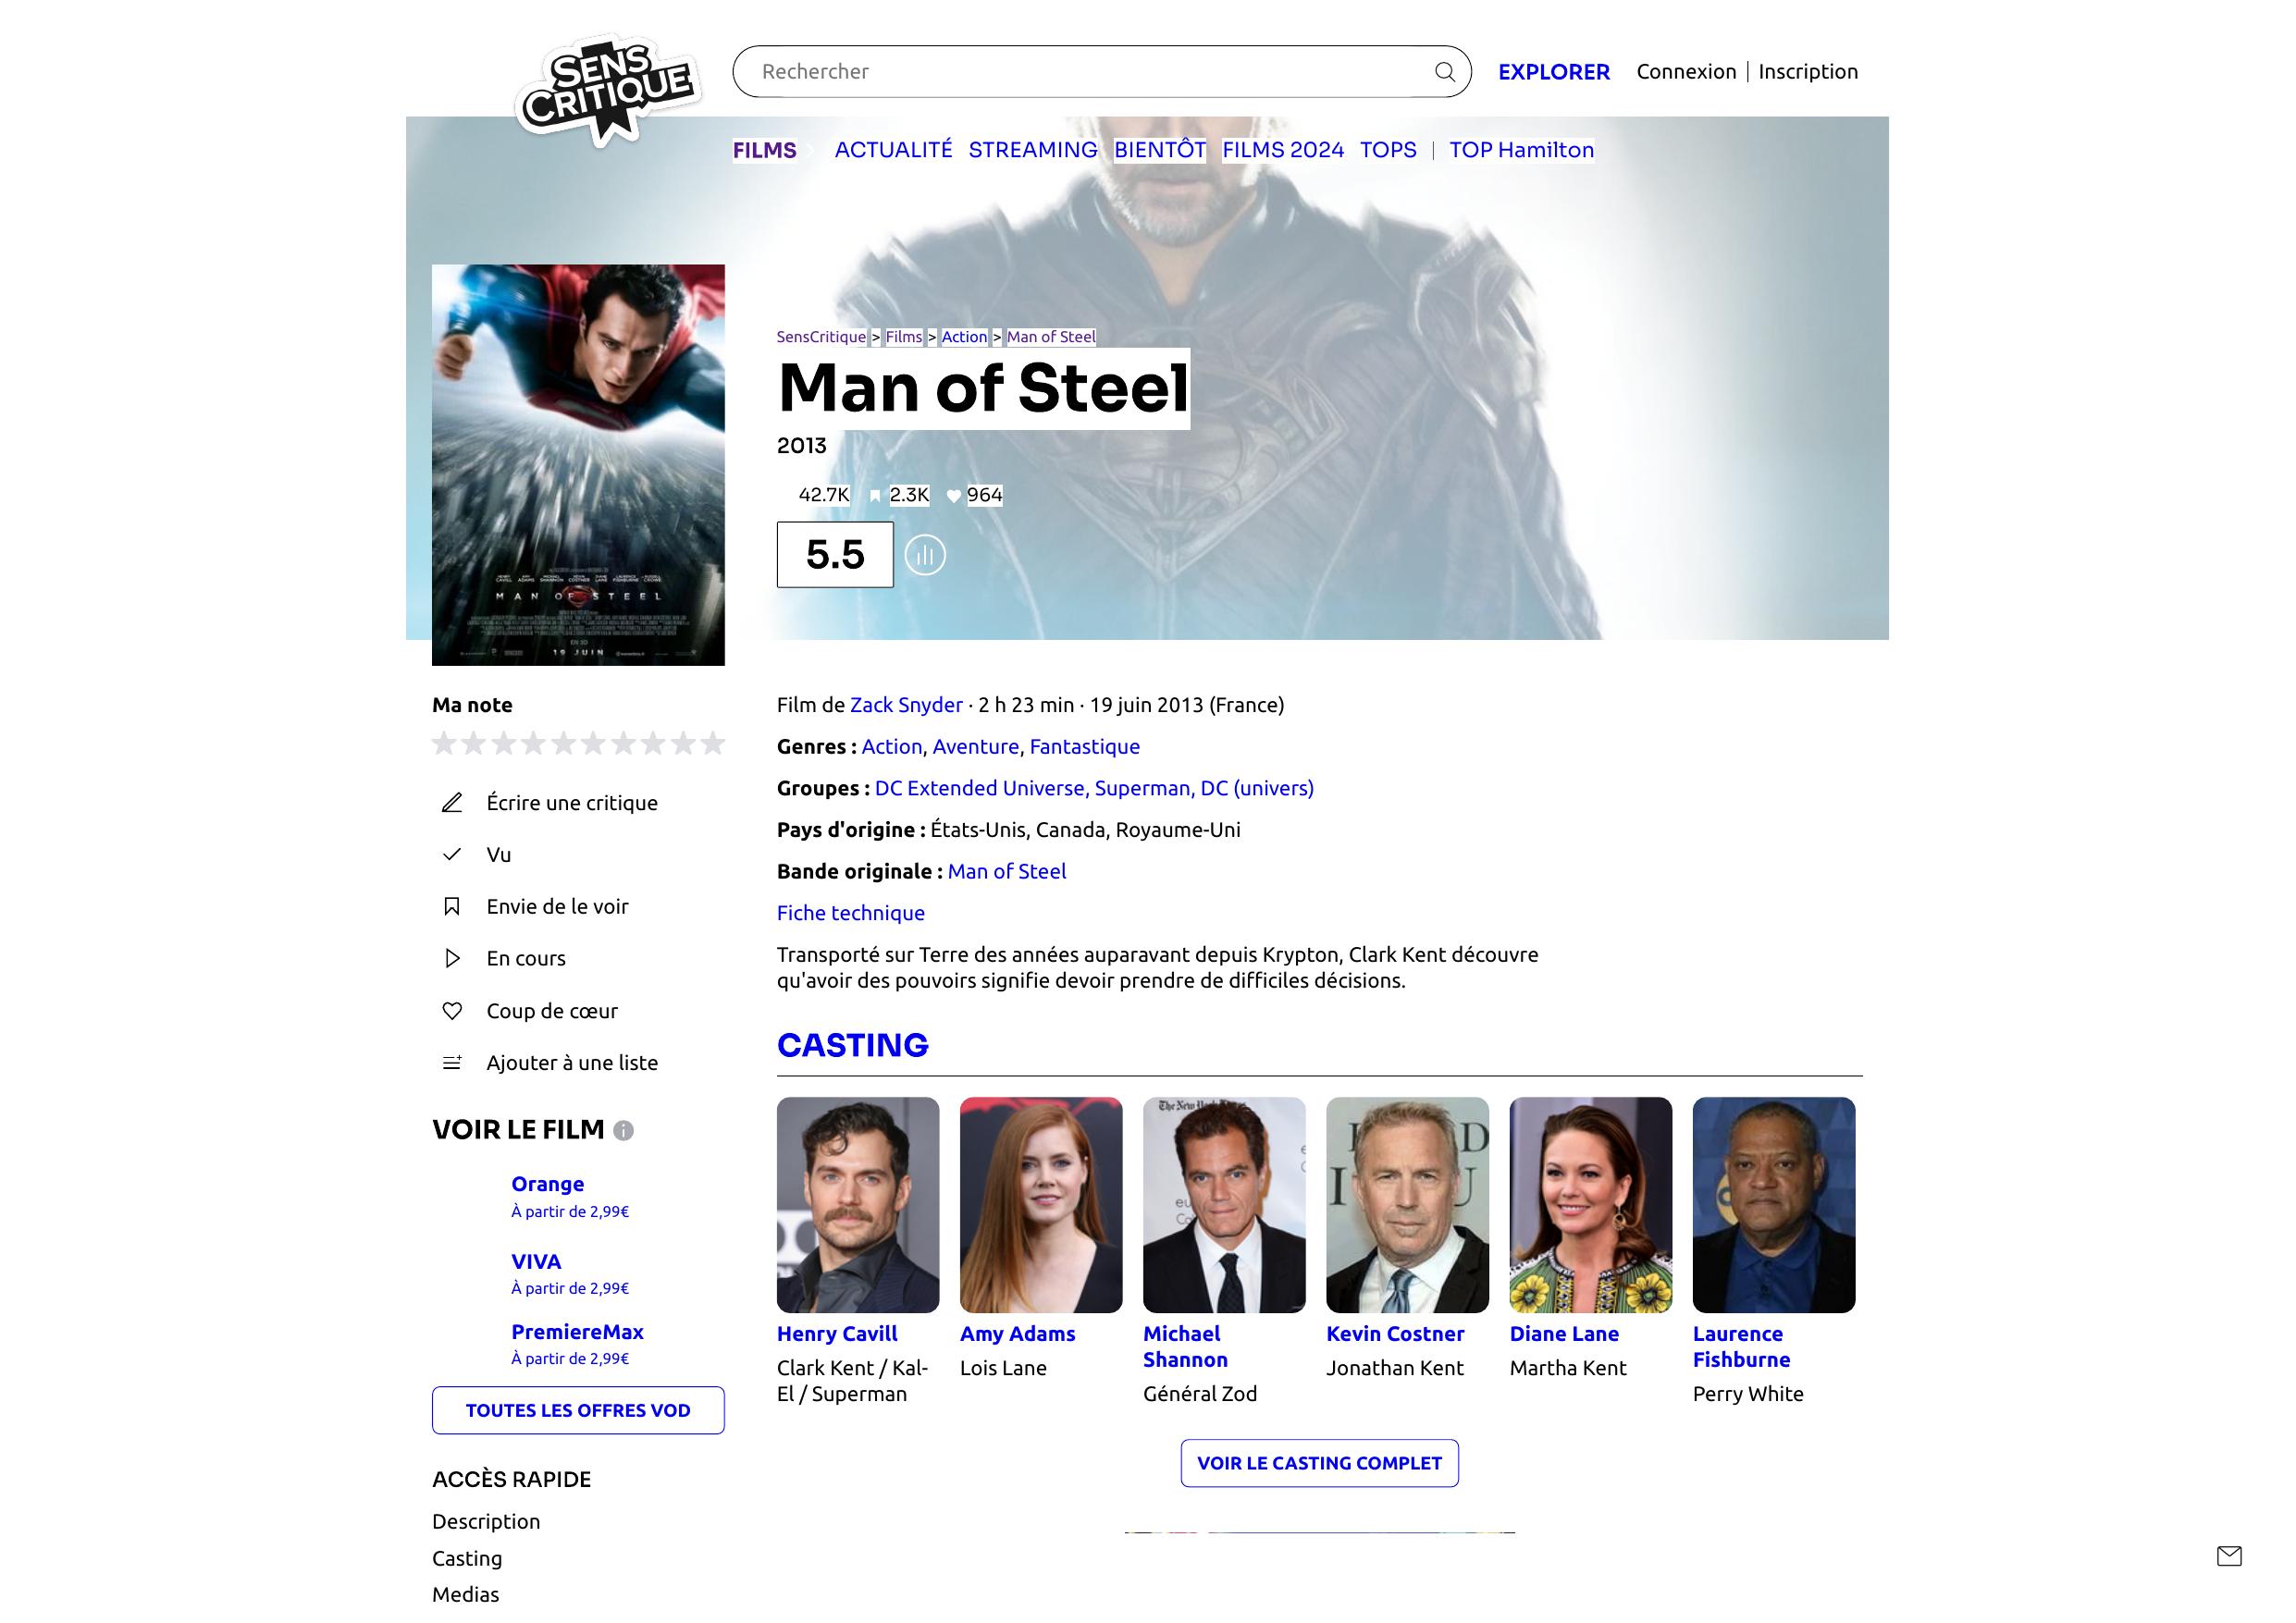 SENS
CRITIQUE
Rechercher
EXPLORER
Connexion | Inscription
FILMS
ACTUALITÉ
STREAMING
BIENTÔT
FILMS 2024
TOPS
|
TOP Hamilton
SensCritique > Films > Action > Man of Steel
Man of Steel
2013
42.7K
2.3K
964
5.5
MAN OF STEEL
19 JUIN
Ma note
Écrire une critique
Vu
Envie de le voir
En cours
Coup de cœur
Ajouter à une liste
VOIR LE FILM
Orange
À partir de 2,99€
VIVA
À partir de 2,99€
PremiereMax
À partir de 2,99€
TOUTES LES OFFRES VOD
ACCÈS RAPIDE
Description
Casting
Medias
Film de Zack Snyder · 2 h 23 min · 19 juin 2013 (France)
Genres : Action, Aventure, Fantastique
Groupes : DC Extended Universe, Superman, DC (univers)
Pays d'origine : États-Unis, Canada, Royaume-Uni
Bande originale : Man of Steel
Fiche technique
Transporté sur Terre des années auparavant depuis Krypton, Clark Kent découvre
qu'avoir des pouvoirs signifie devoir prendre de difficiles décisions.
CASTING
Henry Cavill
Clark Kent / Kal-
El / Superman
Amy Adams
Lois Lane
Michael
Shannon
Général Zod
Kevin Costner
Jonathan Kent
Diane Lane
Martha Kent
Laurence
Fishburne
Perry White
VOIR LE CASTING COMPLET